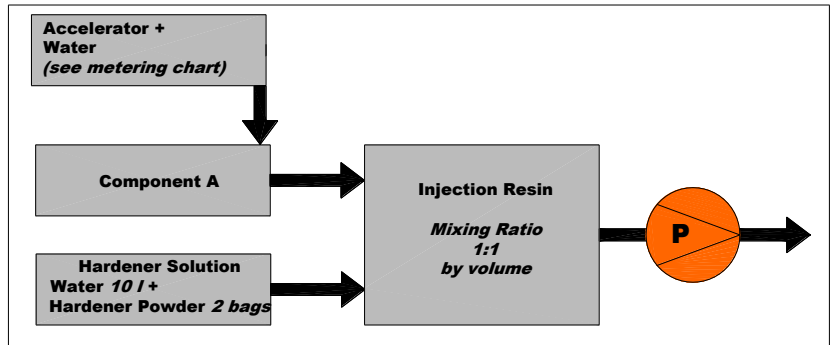 Accelerator +
Water
(see metering chart)
Component A
Hardener Solution
Water 10 l +
Hardener Powder 2 bags
Injection Resin
Mixing Ratio
1:1
by volume
P